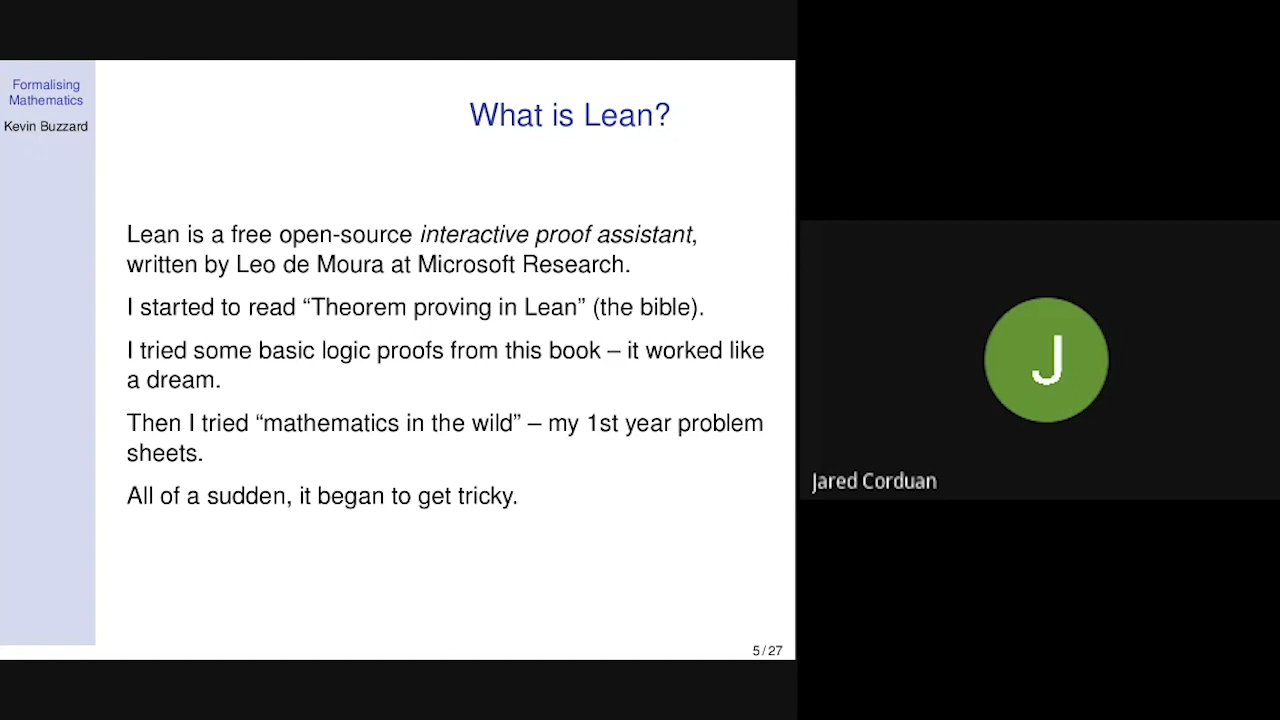 Formalising
Mathematics
Kevin Buzzard
What is Lean?
Lean is a free open-source interactive proof assistant,
written by Leo de Moura at Microsoft Research.
I started to read “Theorem proving in Lean” (the bible).
I tried some basic logic proofs from this book – it worked like
a dream.
Then I tried “mathematics in the wild” – my 1st year problem
sheets.
All of a sudden, it began to get tricky.
5 / 27
J
Jared Corduan